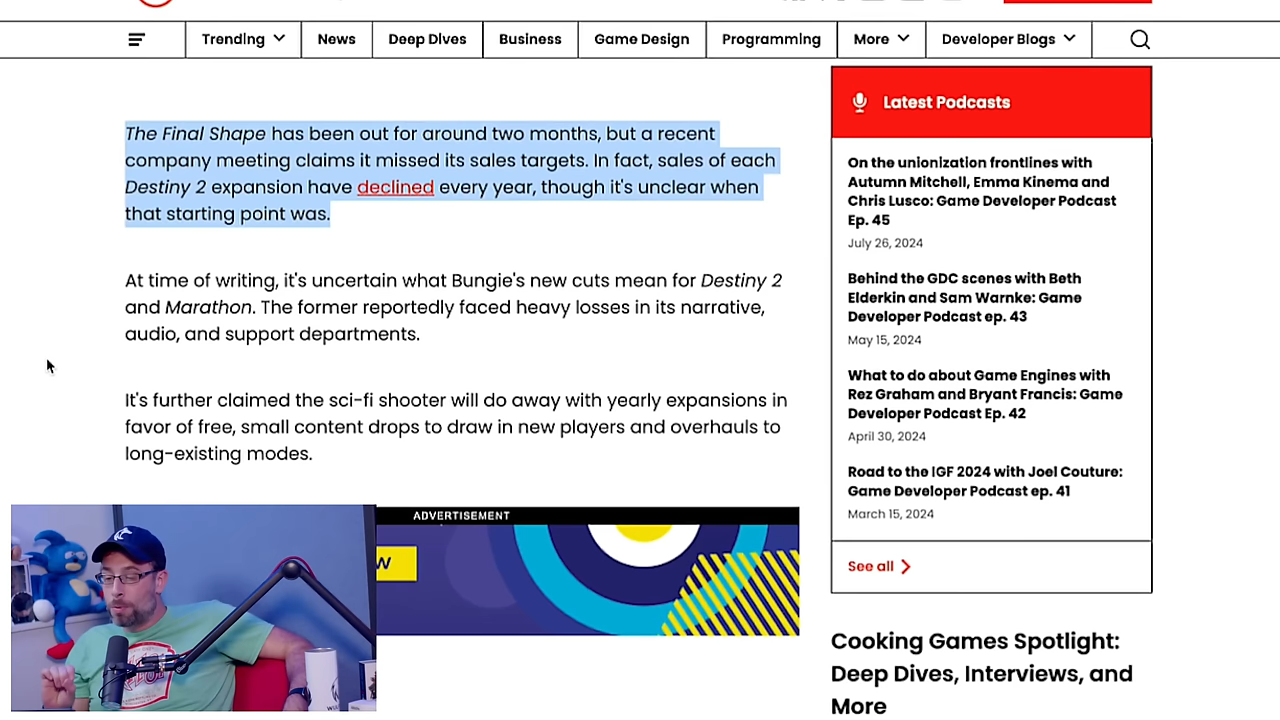 Trending
News
Deep Dives
Business
Game Design
Programming
More
Developer Blogs
The Final Shape has been out for around two months, but a recent
company meeting claims it missed its sales targets. In fact, sales of each
Destiny 2 expansion have declined every year, though it's unclear when
that starting point was.
At time of writing, it's uncertain what Bungie's new cuts mean for Destiny 2
and Marathon. The former reportedly faced heavy losses in its narrative,
audio, and support departments.
It's further claimed the sci-fi shooter will do away with yearly expansions in
favor of free, small content drops to draw in new players and overhauls to
long-existing modes.
ADVERTISEMENT
W
Latest Podcasts
On the unionization frontlines with
Autumn Mitchell, Emma Kinema and
Chris Lusco: Game Developer Podcast
Ep. 45
July 26, 2024
Behind the GDC scenes with Beth
Elderkin and Sam Warnke: Game
Developer Podcast ep. 43
May 15, 2024
What to do about Game Engines with
Rez Graham and Bryant Francis: Game
Developer Podcast Ep. 42
April 30, 2024
Road to the IGF 2024 with Joel Couture:
Game Developer Podcast ep. 41
March 15, 2024
See all
Cooking Games Spotlight:
Deep Dives, Interviews, and
More